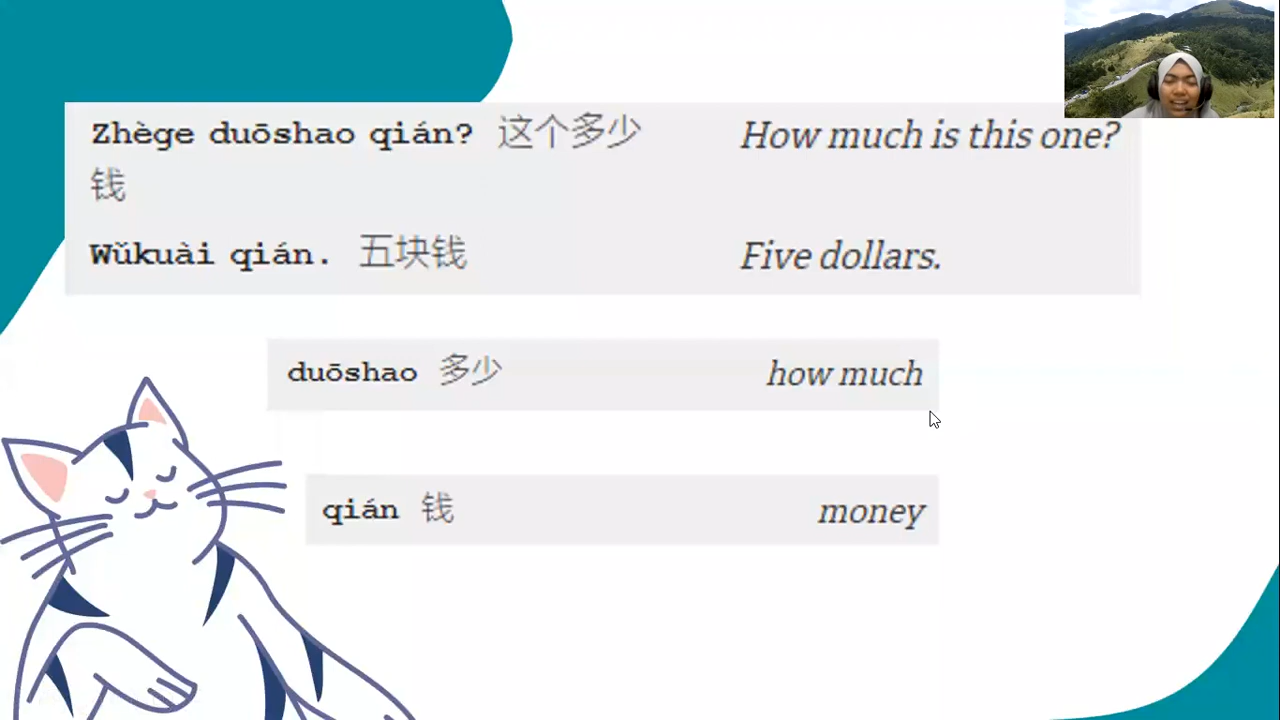 Zhège duōshao qián? 这个多少 How much is this one?
钱
Wǔkuài qián. 五块钱 Five dollars.
duōshao 多少 how much
qián 钱 money